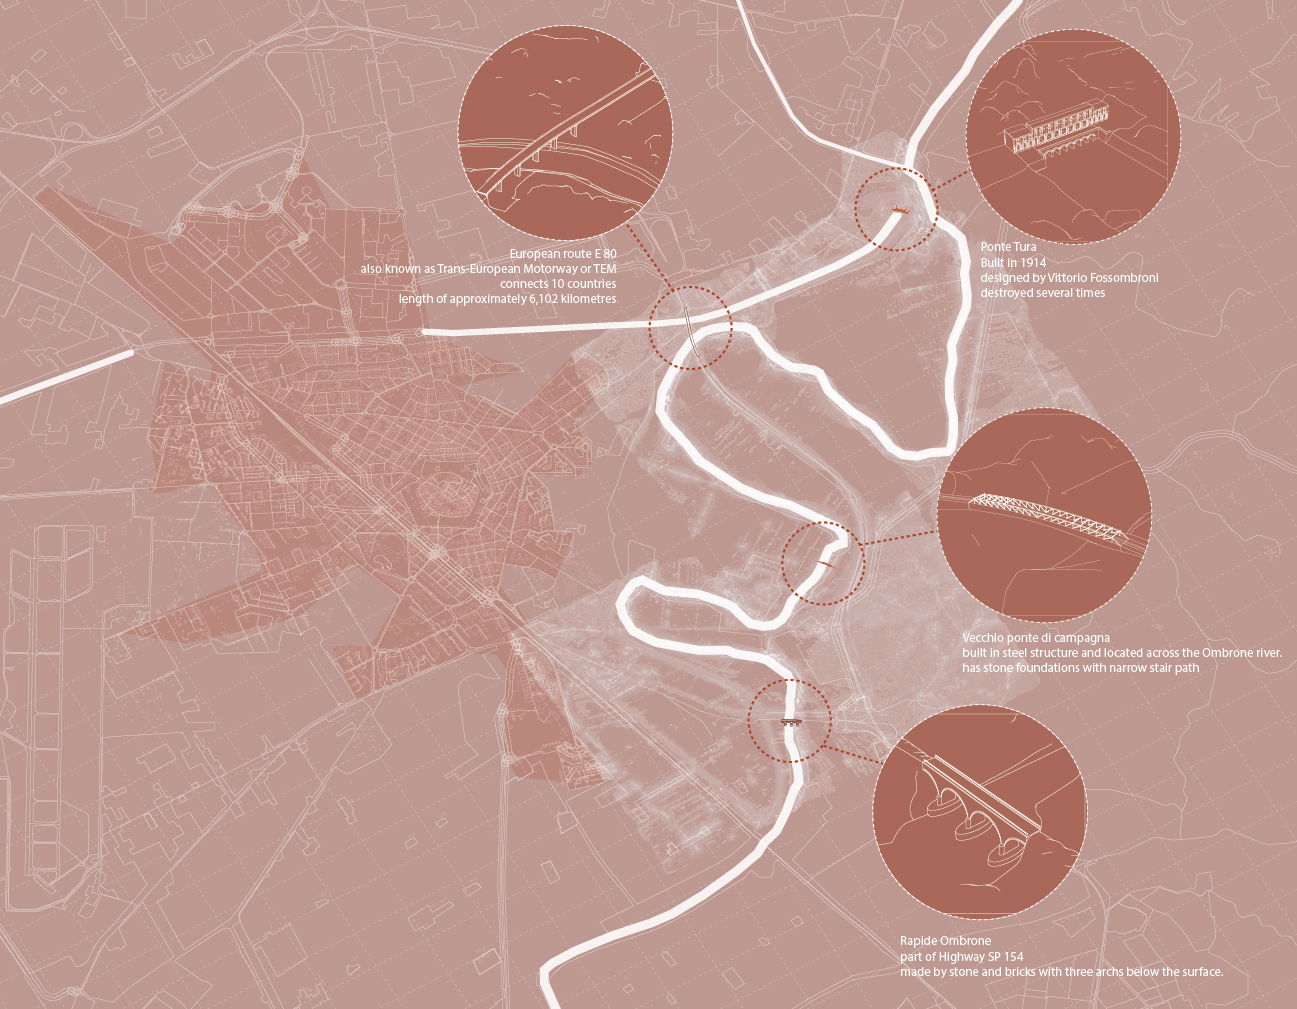 European route E 80
also known as Trans-European Motorway or TEM
connects 10 countries
length of approximately 6,102 kilometres
Ponte Tura
Built in 1914
designed by Vittorio Fossombroni
destroyed several times
Vecchio ponte di campagna
built in steel structure and located across the Ombrone river.
has stone foundations with narrow stair path
Rapide Ombrone
part of Highway SP 154
made by stone and bricks with three archs below the surface.